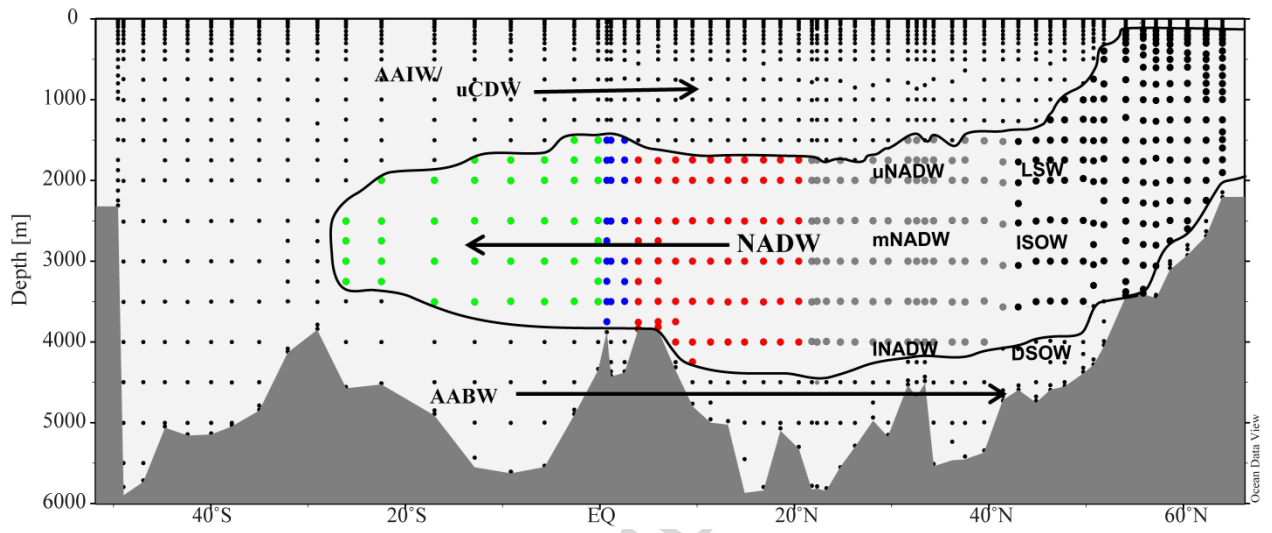 0
1000
2000
3000
4000
5000
6000
Depth [m]
AAIW/
uCDW
uNADW
LSW
NADW
mNADW
ISOW
lNADW
DSOW
AABW
40°S
20°S
EQ
20°N
40°N
60°N
Ocean Data View